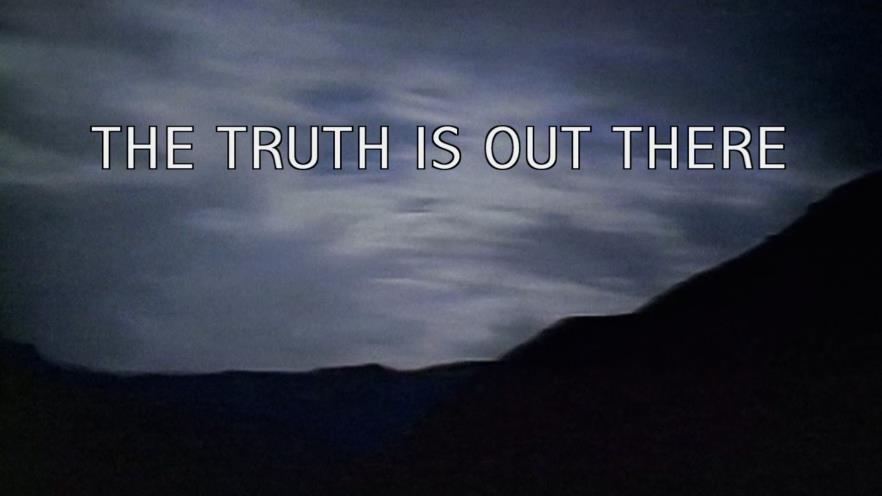 THE TRUTH IS OUT THERE